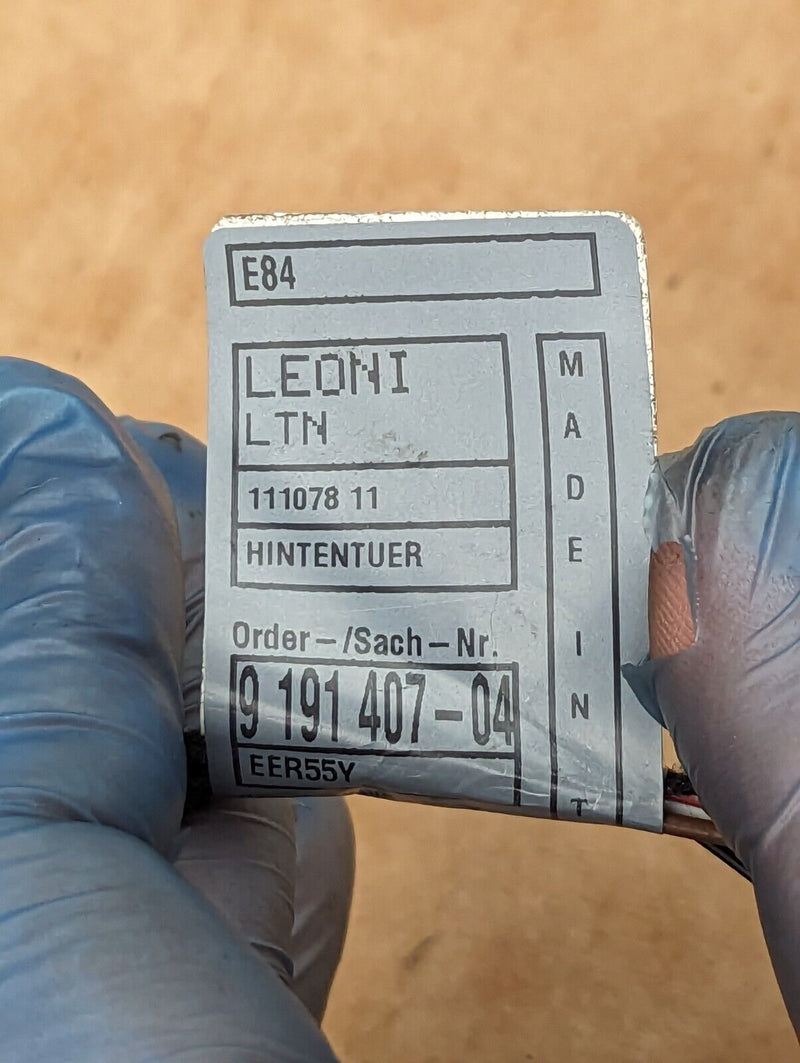 E84
LEONI
LTN
111078 11
HINTENTUER
Order-/Sach-Nr.
9 191 407-04
EER55Y
MADE IN T